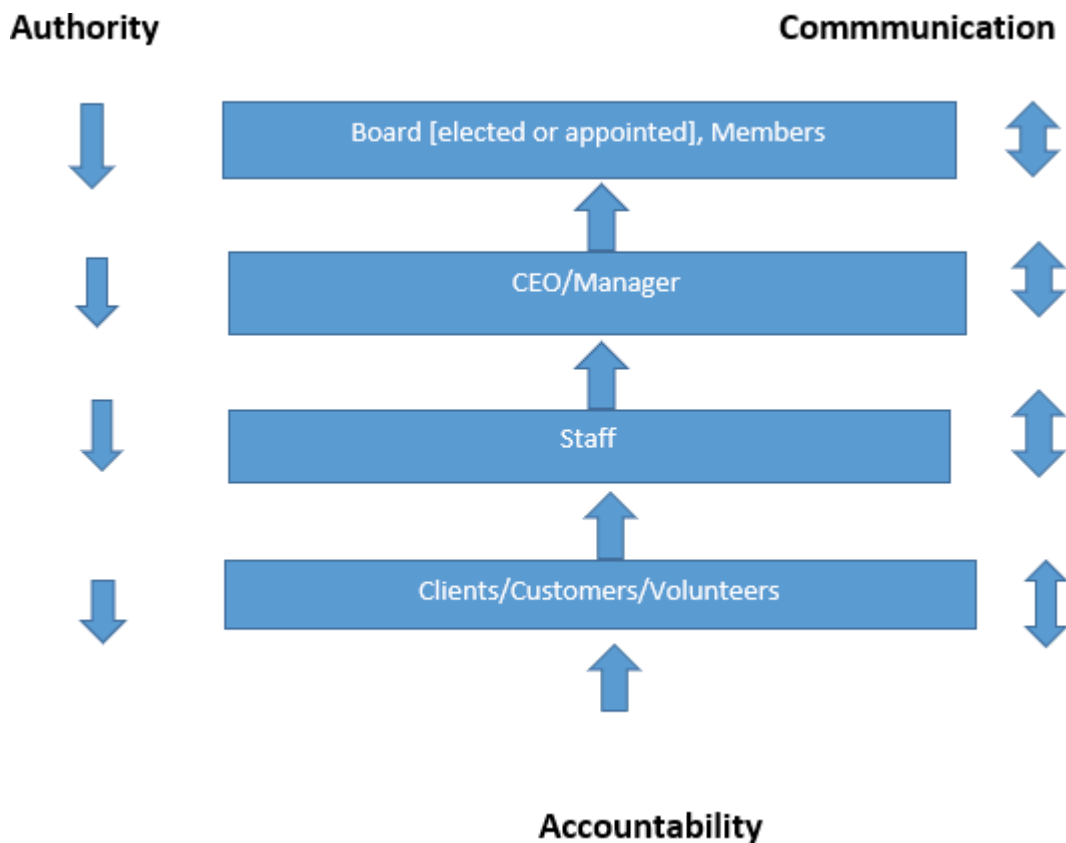 Authority
Commmunication
Board [elected or appointed], Members
CEO/Manager
Staff
Clients/Customers/Volunteers
Accountability